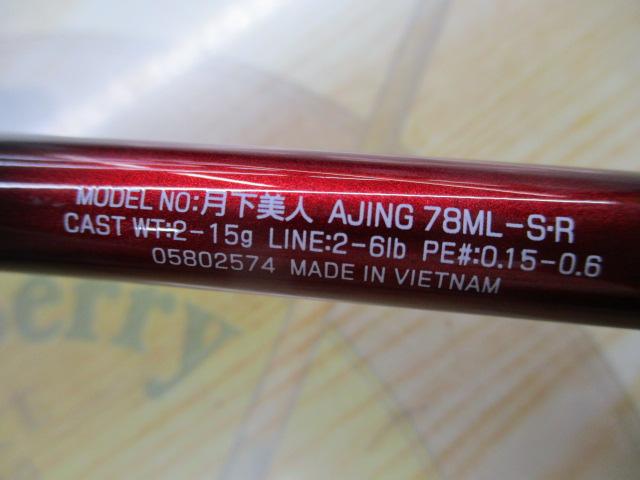 MODEL NO:月下美人 AJING 78ML-S·R
CAST WT:2-15g LINE:2-6lb PE#:0.15-0.6
05802574 MADE IN VIETNAM
erry